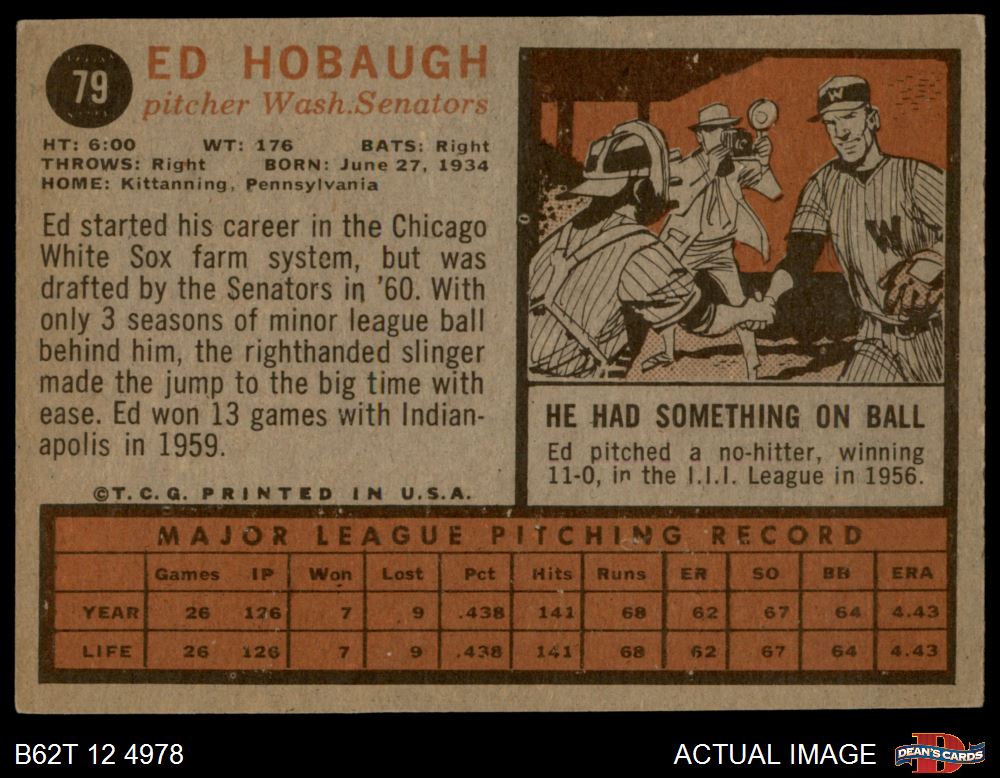 79
ED HOBAUGH
pitcher Wash.Senators
HT: 6:00 WT: 176 BATS: Right
THROWS: Right BORN: June 27, 1934
HOME: Kittanning, Pennsylvania
Ed started his career in the Chicago
White Sox farm system, but was
drafted by the Senators in '60. With
only 3 seasons of minor league ball
behind him, the righthanded slinger
made the jump to the big time with
ease. Ed won 13 games with Indian-
apolis in 1959.
©T.C.G. PRINTED IN U.S.A.
W
W
HE HAD SOMETHING ON BALL
Ed pitched a no-hitter, winning
11-0, in the I.I.I. League in 1956.
MAJOR LEAGUE PITCHING RECORD
Games IP Won Lost Pct Hits Runs ER SO BB ERA
YEAR 26 126 7 9 .438 141 68 62 67 64 4.43
LIFE 26 126 7 9 .438 141 68 62 67 64 4.43
B62T 12 4978
ACTUAL IMAGE
DEAN'S CARDS